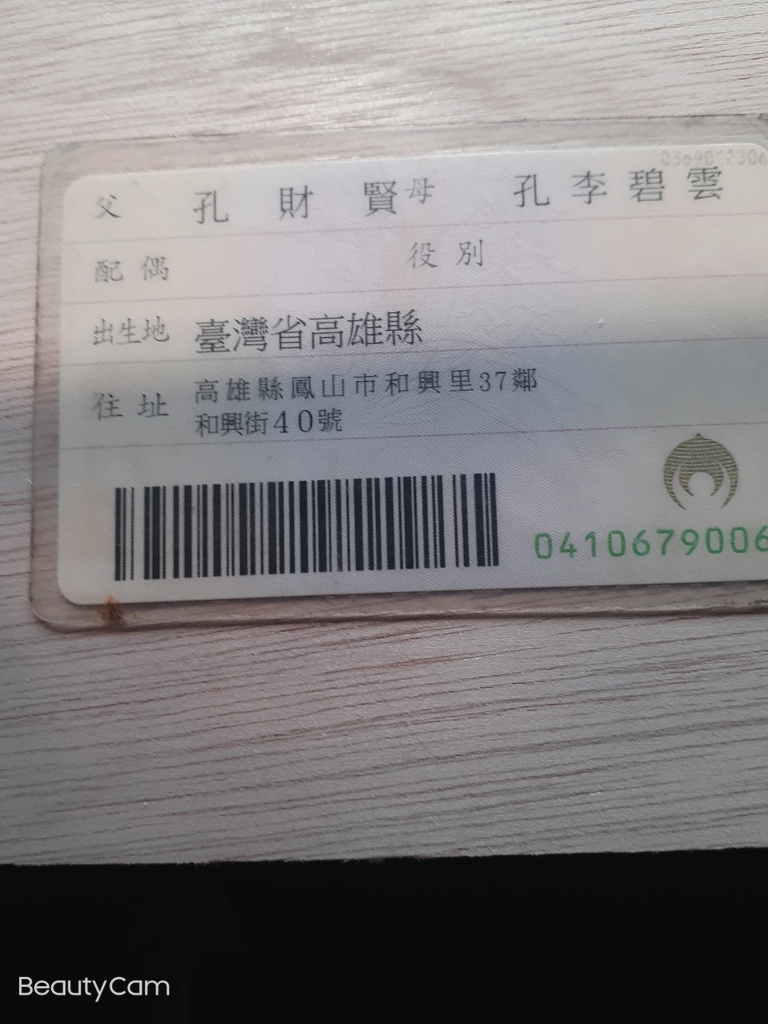 父 孔財賢 母 孔李碧雲
配偶 役別
出生地 臺灣省高雄縣
住址 高雄縣鳳山市和興里37鄰
和興街40號
0410679006
BeautyCam